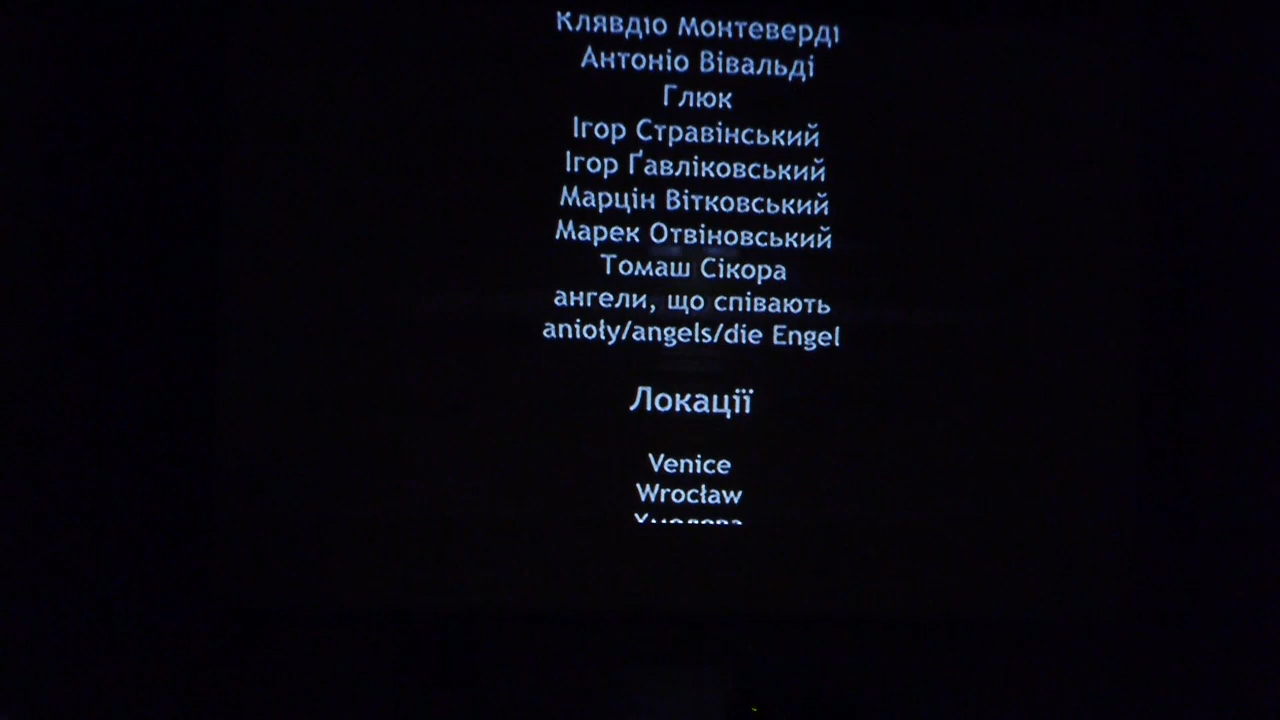 Клявдіо Монтеверді
Антоніо Вівальді
Глюк
Ігор Стравінський
Ігор Ґавліковський
Марцін Вітковський
Марек Отвіновський
Томаш Сікора
ангели, що співають
anioły/angels/die Engel
Локації
Venice
Wrocław